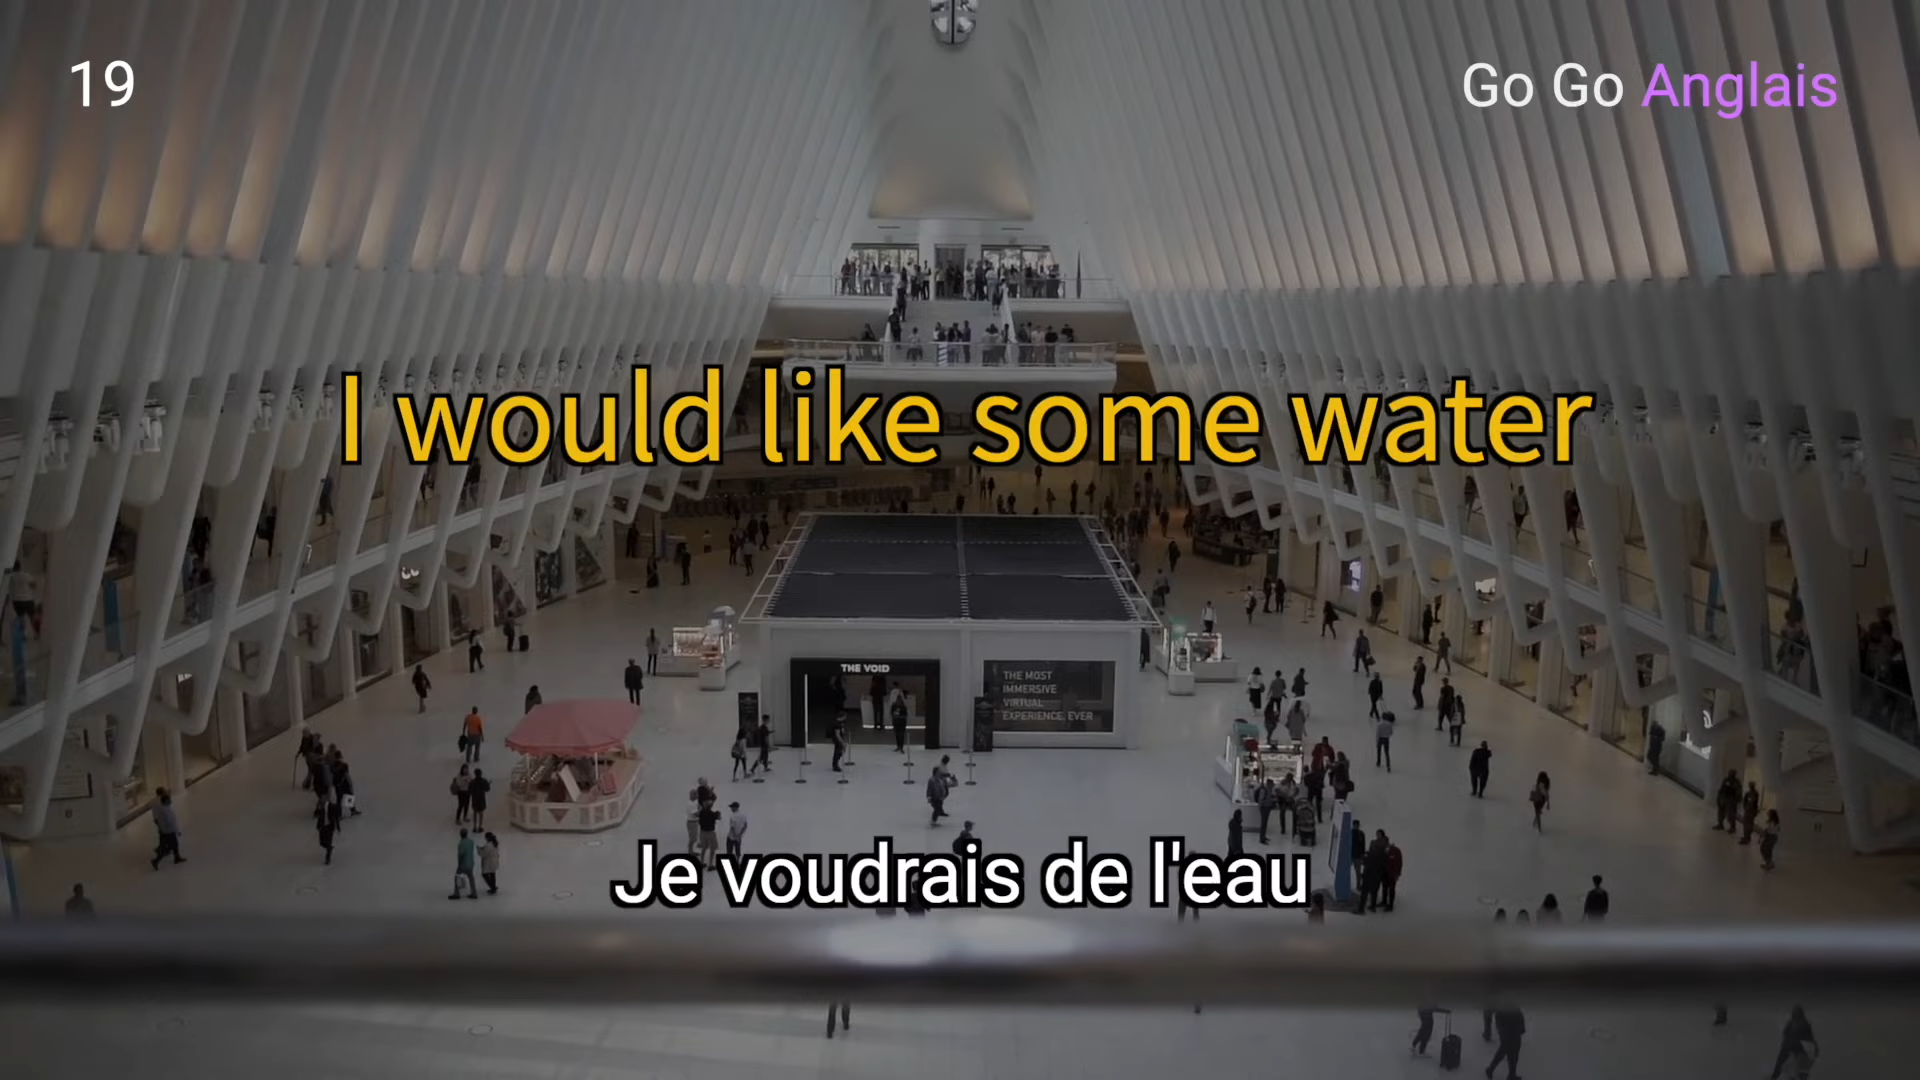 19
Go Go Anglais
I would like some water
THE VOID
THE MOST
IMMERSIVE
VIRTUAL
EXPERIENCE, EVER
Je voudrais de l'eau